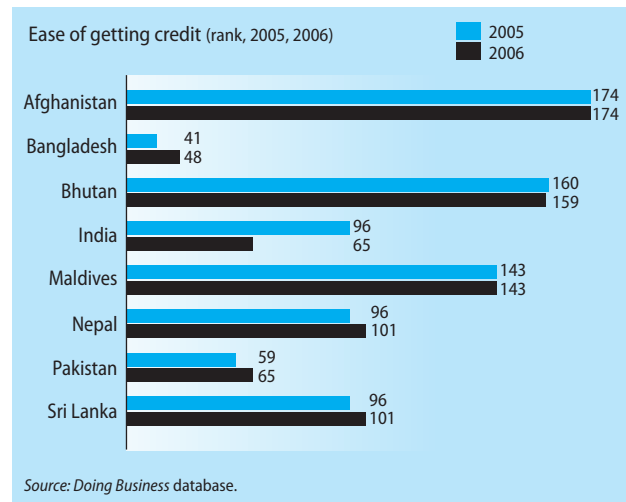 Ease of getting credit (rank, 2005, 2006)
2005
2006
Afghanistan
174
174
Bangladesh
41
48
Bhutan
160
159
India
96
65
Maldives
143
143
Nepal
96
101
Pakistan
59
65
Sri Lanka
96
101
Source: Doing Business database.